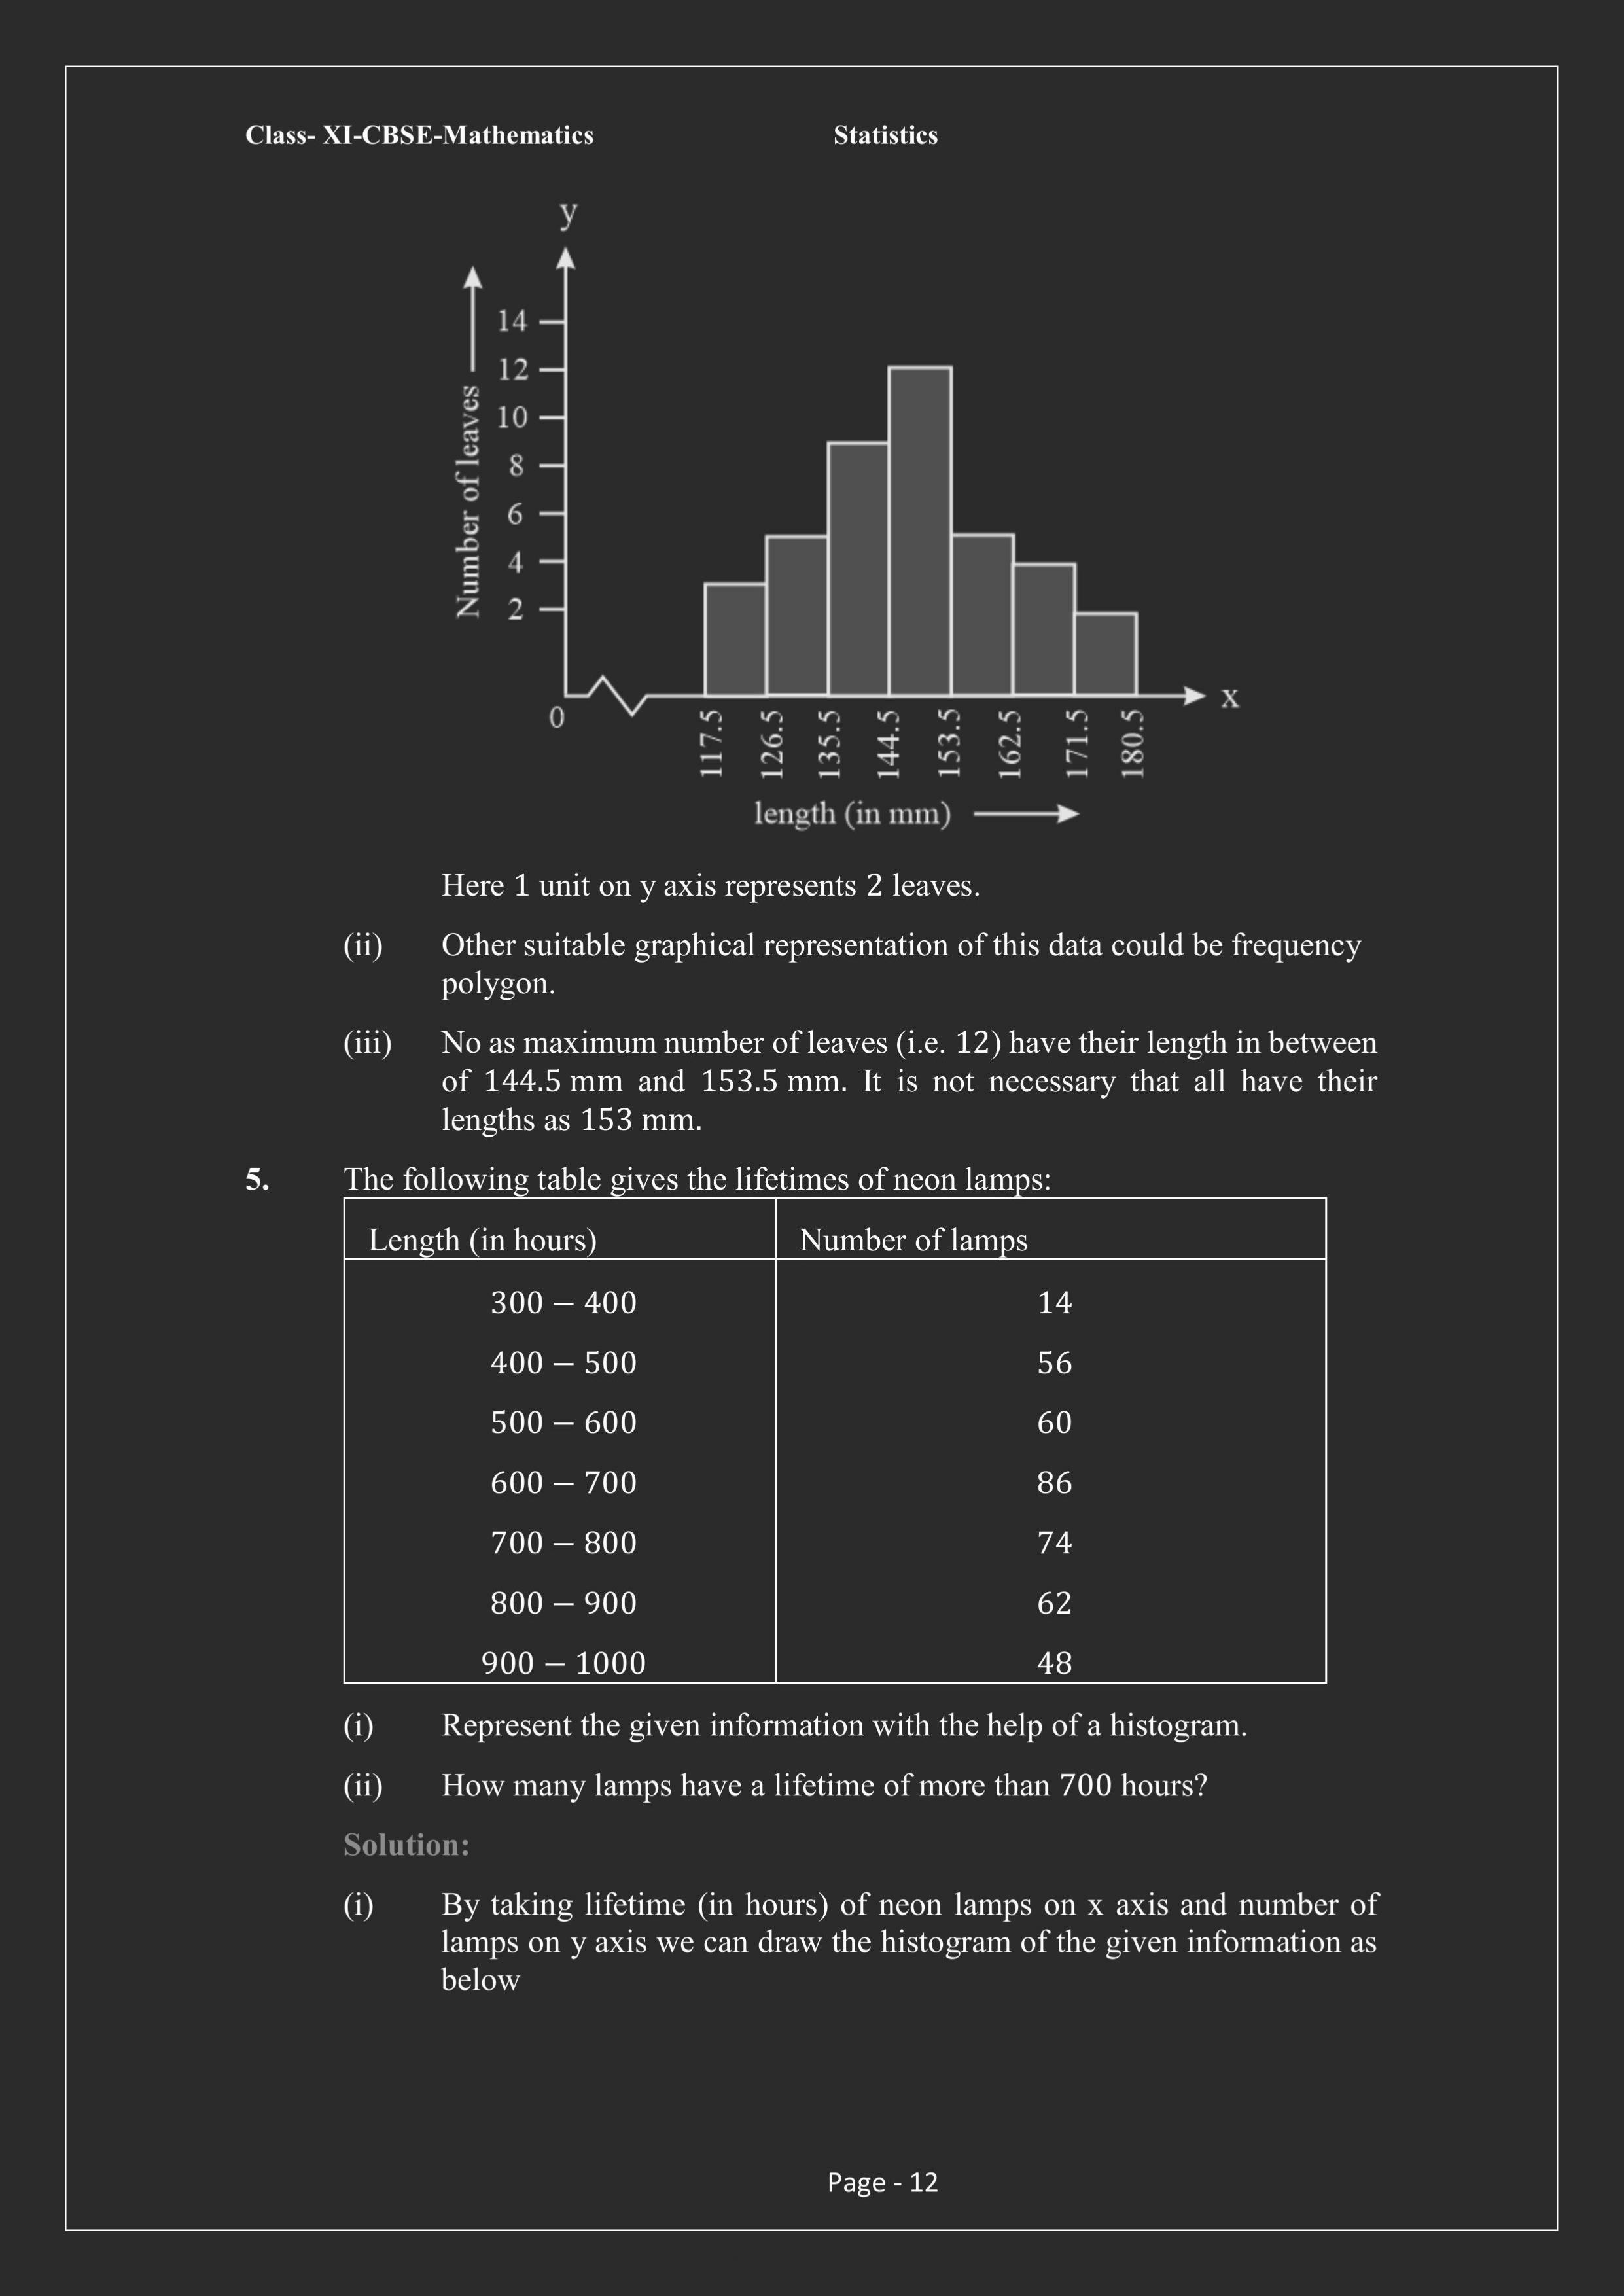 Class- XI-CBSE-Mathematics Statistics
y
14
12
10
8
6
4
2
Number of leaves
0
x
117.5 126.5 135.5 144.5 153.5 162.5 171.5 180.5
length (in mm)
Here 1 unit on y axis represents 2 leaves.
(ii) Other suitable graphical representation of this data could be frequency
polygon.
(iii) No as maximum number of leaves (i.e. 12) have their length in between
of 144.5 mm and 153.5 mm. It is not necessary that all have their
lengths as 153 mm.
5. The following table gives the lifetimes of neon lamps:
Length (in hours) Number of lamps
300 – 400 14
400 – 500 56
500 – 600 60
600 – 700 86
700 – 800 74
800 – 900 62
900 – 1000 48
(i) Represent the given information with the help of a histogram.
(ii) How many lamps have a lifetime of more than 700 hours?
Solution:
(i) By taking lifetime (in hours) of neon lamps on x axis and number of
lamps on y axis we can draw the histogram of the given information as
below
Page - 12